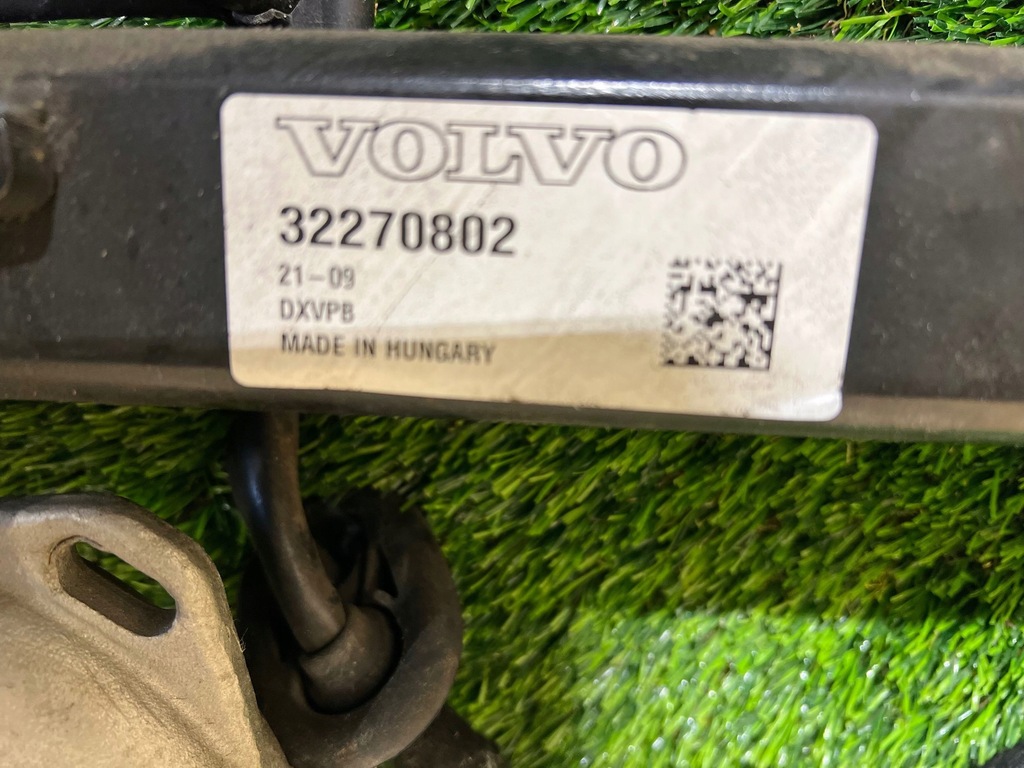 VOLVO
32270802
21-09
DXVPB
MADE IN HUNGARY